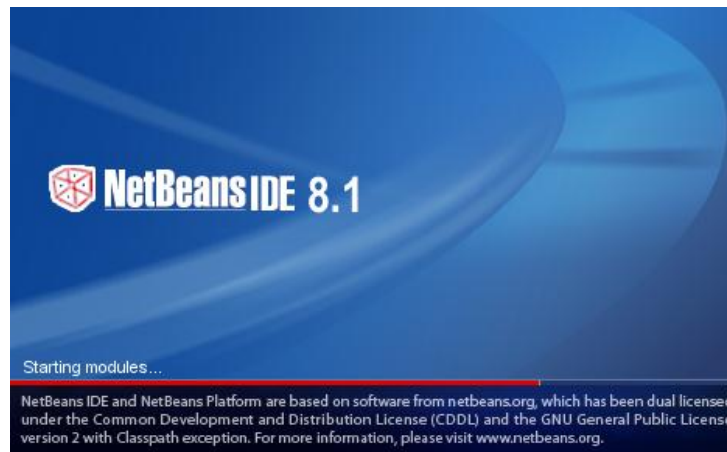 NetBeans IDE 8.1
Starting modules...
NetBeans IDE and NetBeans Platform are based on software from netbeans.org, which has been dual licensed
under the Common Development and Distribution License (CDDL) and the GNU General Public License
version 2 with Classpath exception. For more information, please visit www.netbeans.org.